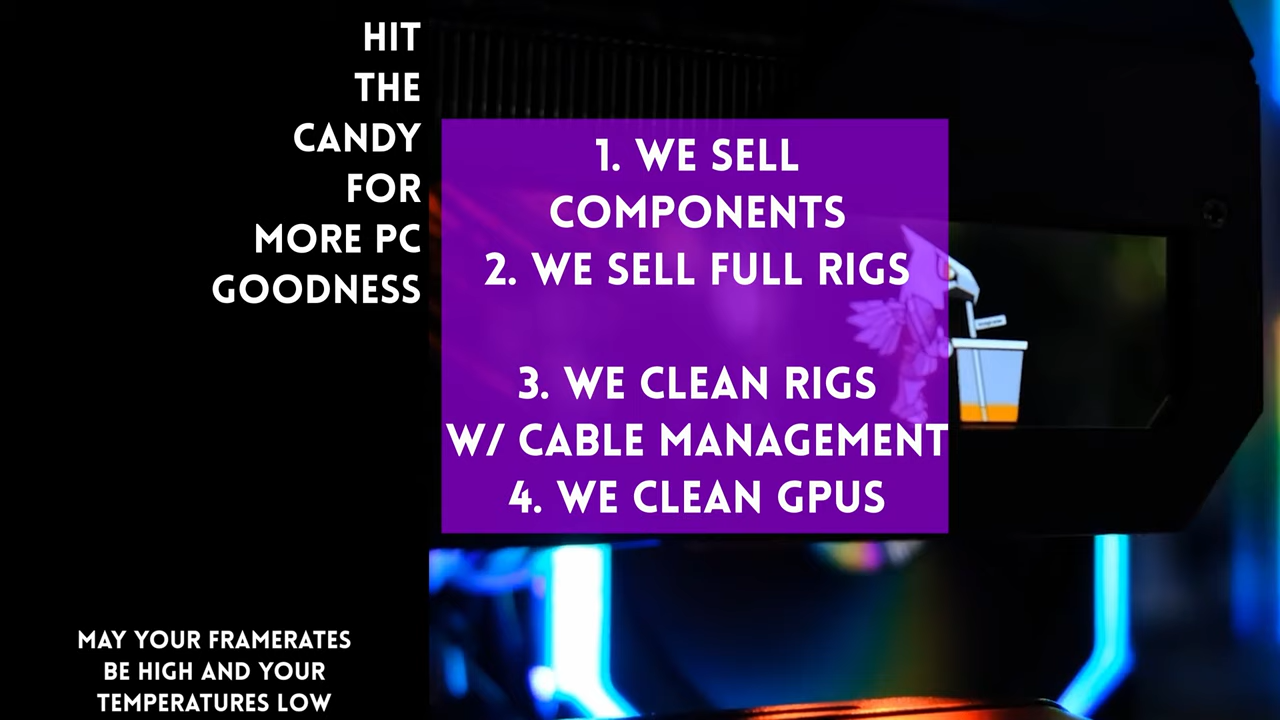 HIT
THE
CANDY
FOR
MORE PC
GOODNESS
1. WE SELL
COMPONENTS
2. WE SELL FULL RIGS
3. WE CLEAN RIGS
W/ CABLE MANAGEMENT
4. WE CLEAN GPUS
MAY YOUR FRAMERATES
BE HIGH AND YOUR
TEMPERATURES LOW